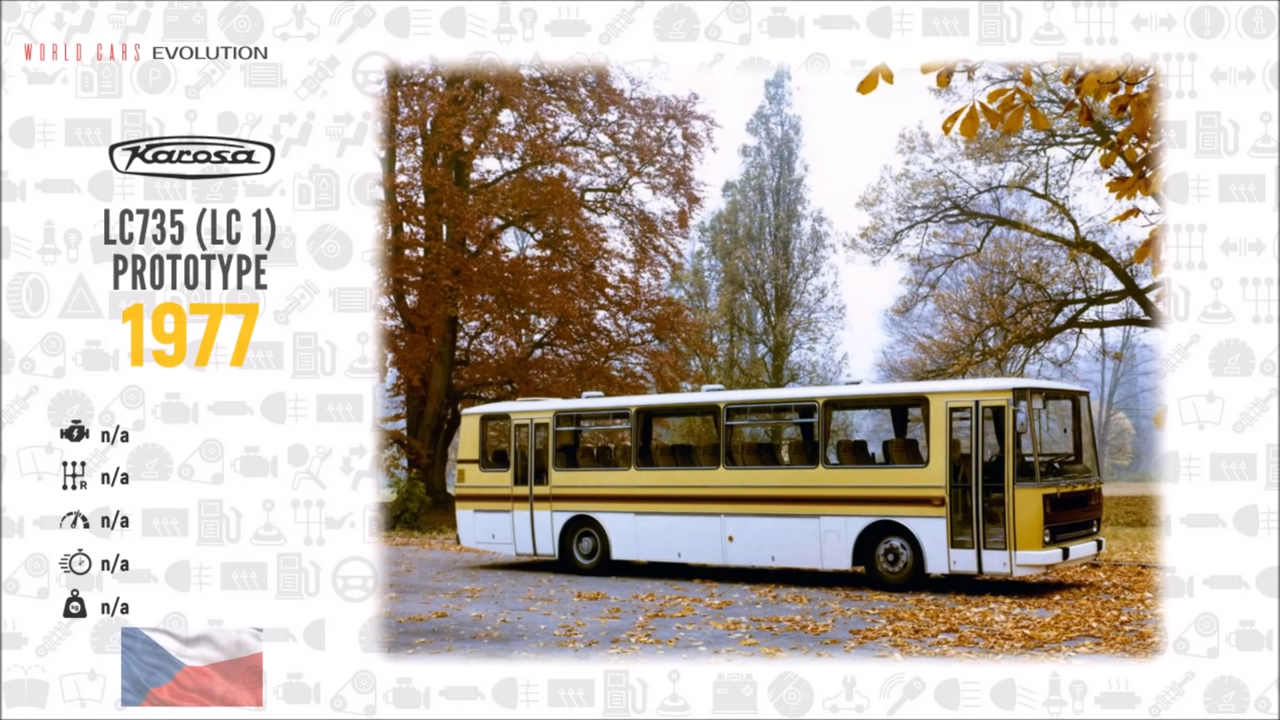 WORLD CARS EVOLUTION
Karosa
LC735 (LC 1)
PROTOTYPE
1977
n/a
n/a
n/a
n/a
n/a